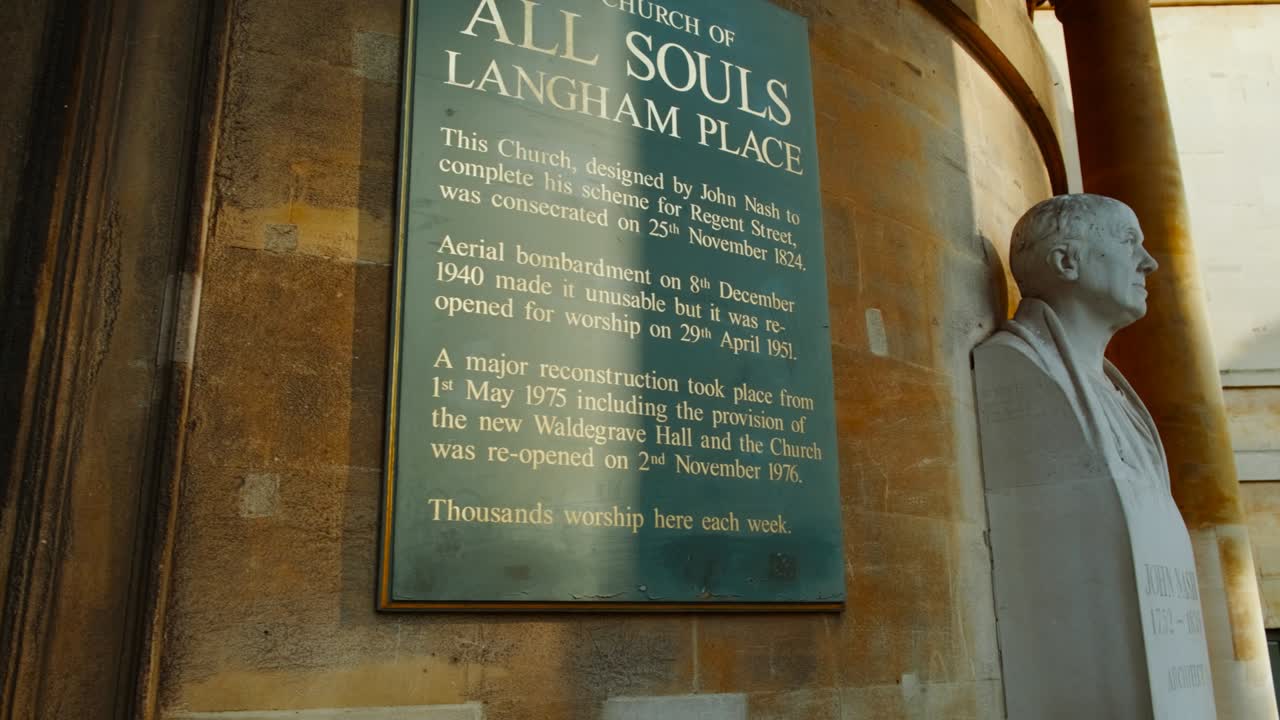 CHURCH OF
ALL SOULS
LANGHAM PLACE
This Church, designed by John Nash to
complete his scheme for Regent Street,
was consecrated on 25th November 1824.
Aerial bombardment on 8th December
1940 made it unusable but it was re-
opened for worship on 29th April 1951.
A major reconstruction took place from
1st May 1975 including the provision of
the new Waldegrave Hall and the Church
was re-opened on 2nd November 1976.
Thousands worship here each week.
JOHN NASH
1752 –
ARCHITECT